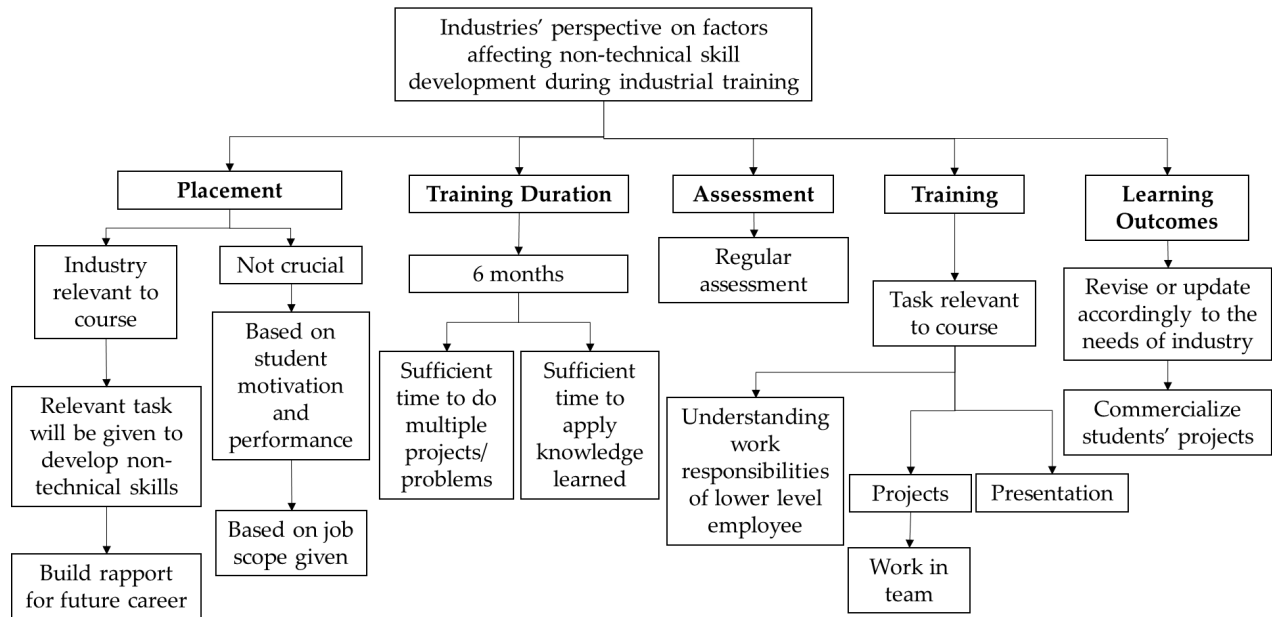 Industries' perspective on factors
affecting non-technical skill
development during industrial training
Placement
Training Duration
Assessment
Training
Learning
Outcomes
Industry
relevant to
course
Not crucial
6 months
Regular
assessment
Task relevant
to course
Revise or update
accordingly to the
needs of industry
Relevant task
will be given to
develop non-
technical skills
Based on
student
motivation
and
performance
Sufficient
time to do
multiple
projects/
problems
Sufficient
time to
apply
knowledge
learned
Understanding
work
responsibilities
of lower level
employee
Projects
Presentation
Commercialize
students' projects
Build rapport
for future career
Based on job
scope given
Work in
team